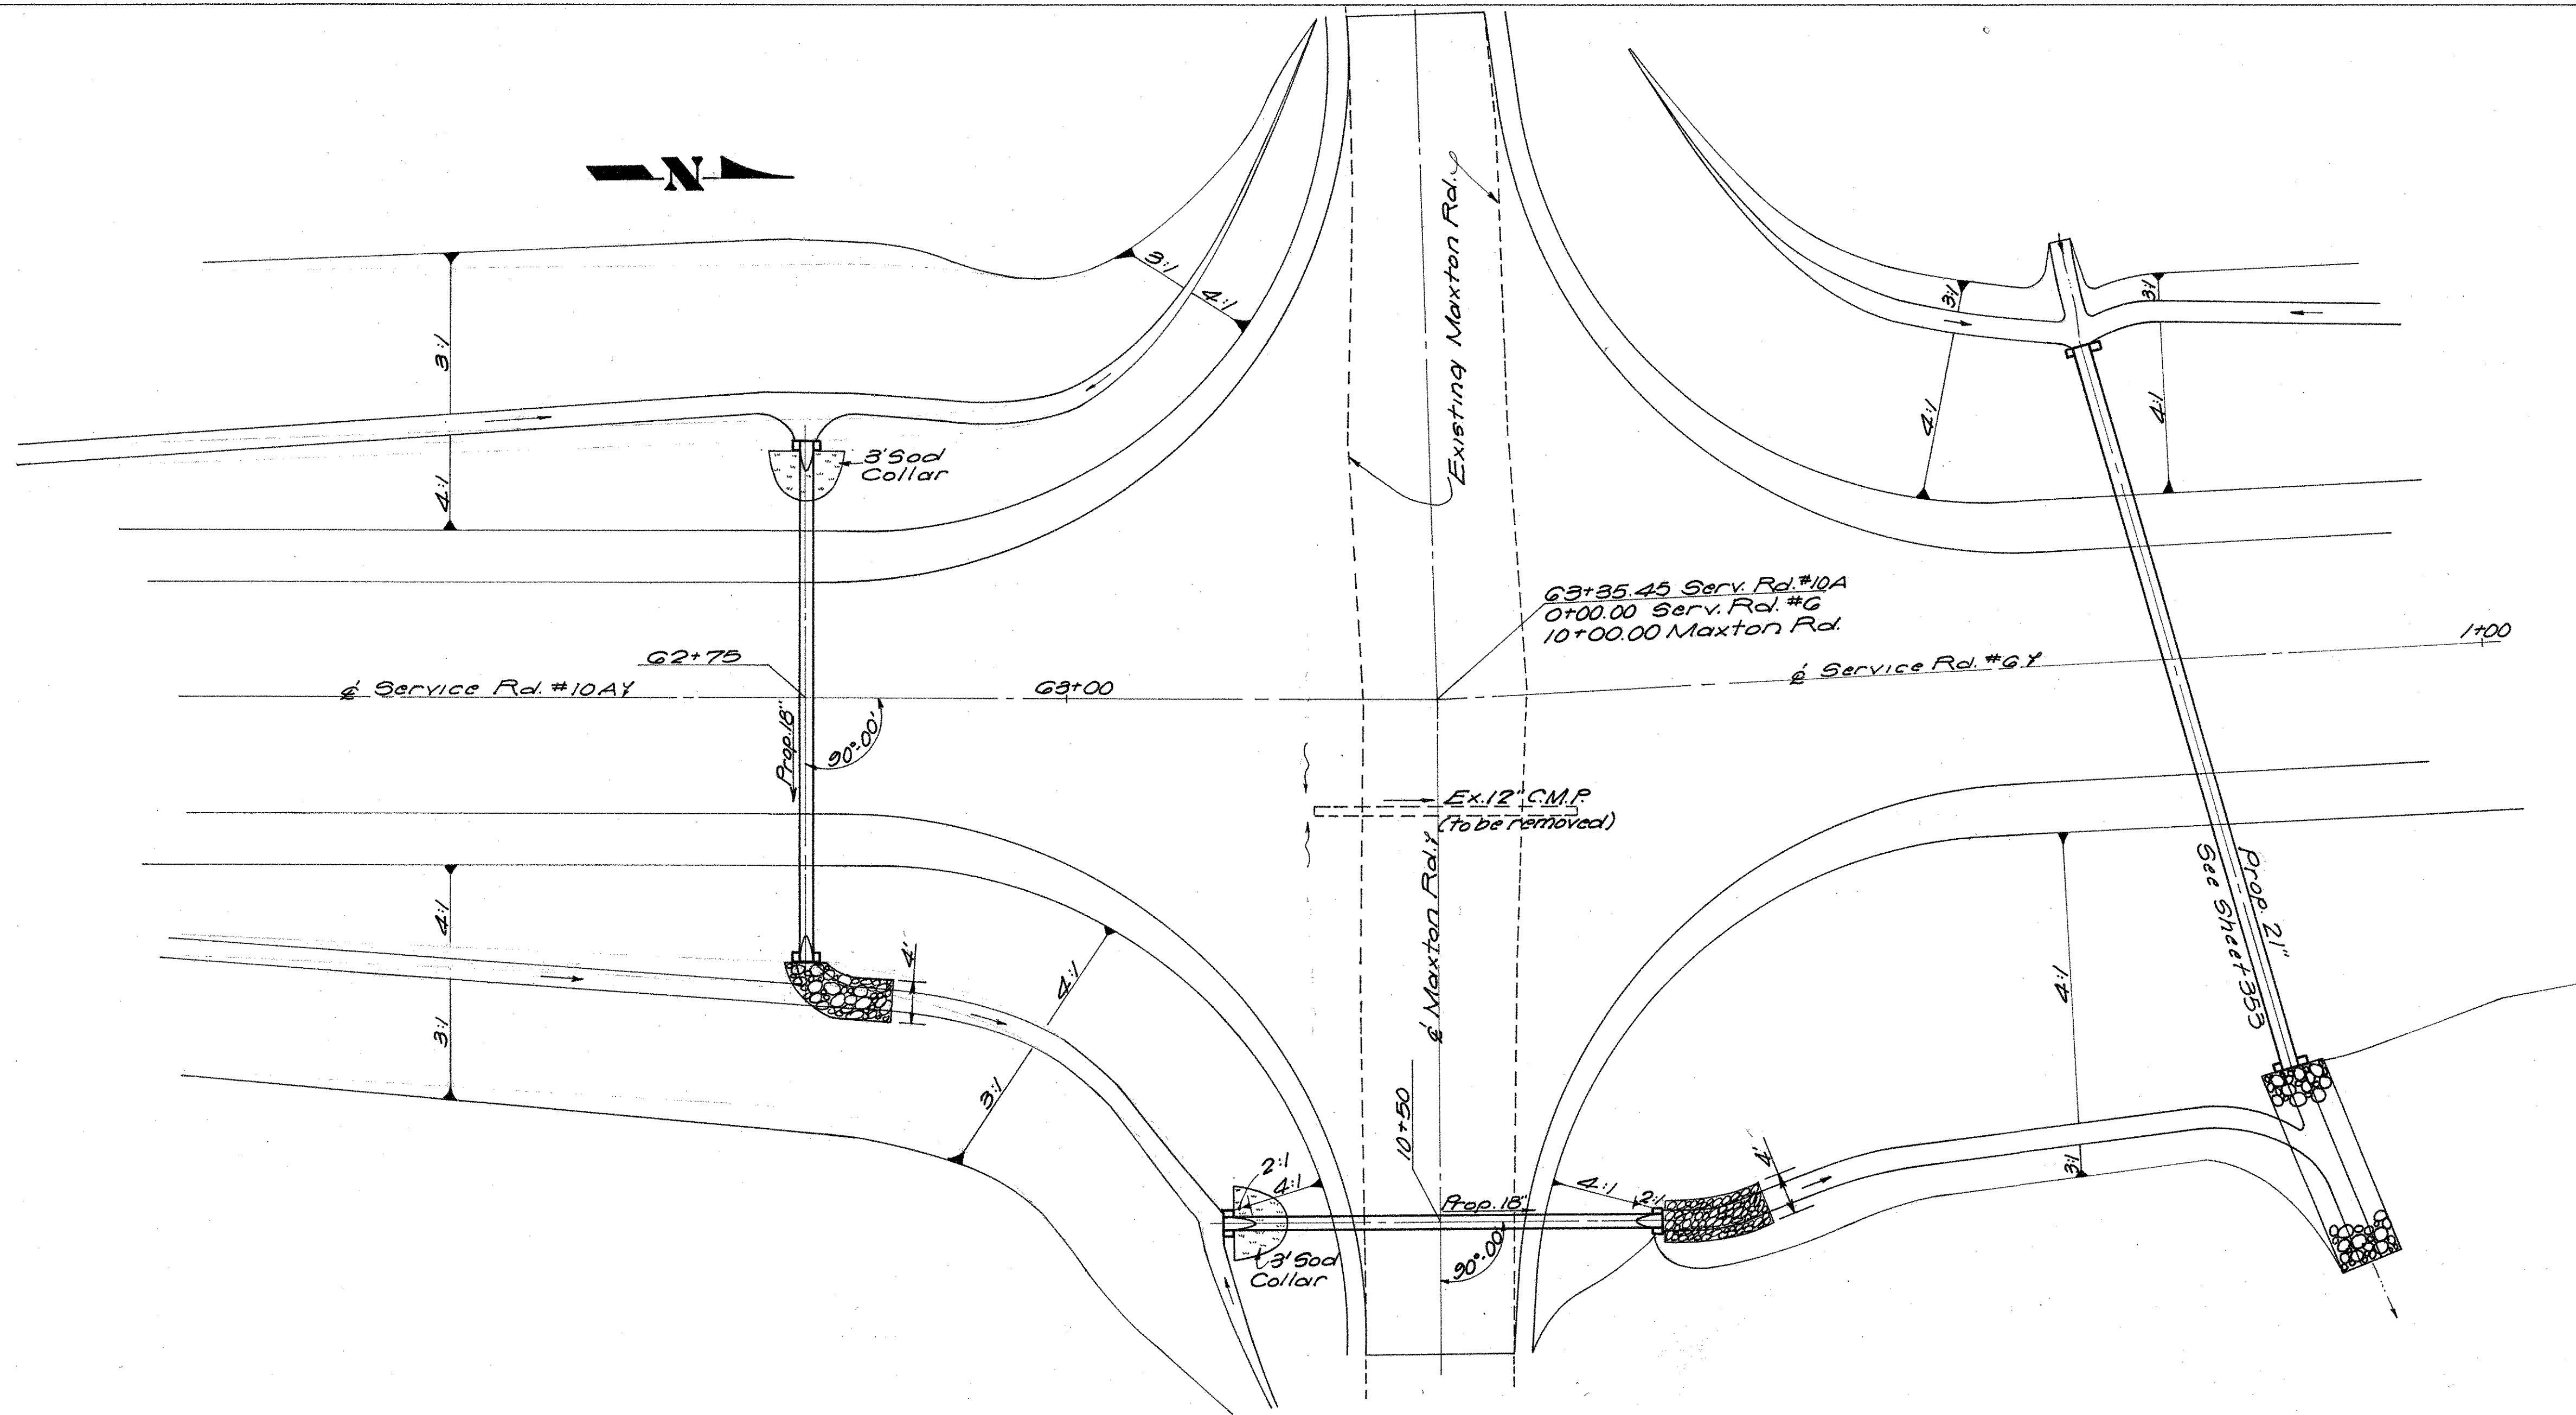 N
Existing Maxton Rd.
3:1
4:1
3:1
4:1
3:1
3:1
4:1
4:1
3' Sod
Collar
63+35.45 Serv. Rd. #10A
0+00.00 Serv. Rd. #6
10+00.00 Maxton Rd.
62+75
℄ Service Rd. #10A
63+00
℄ Service Rd. #6
1+00
Prop. 18"
90°-00'
Ex. 12" C.M.P.
(to be removed)
℄ Maxton Rd.
4:1
3:1
4'
4:1
3:1
4:1
3:1
Prop. 21"
See Sheet 353
10+50
2:1
4:1
3' Sod
Collar
Prop. 18"
90°-00'
4:1
2:1
4'